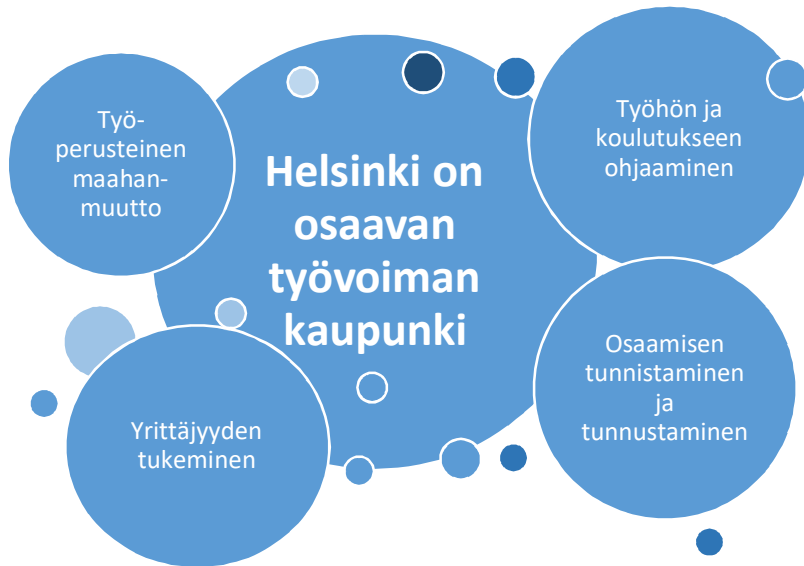 Työ-
perusteinen
maahan-
muutto
Helsinki on
osaavan
työvoiman
kaupunki
Työhön ja
koulutukseen
ohjaaminen
Yrittäjyyden
tukeminen
Osaamisen
tunnistaminen
ja
tunnustaminen